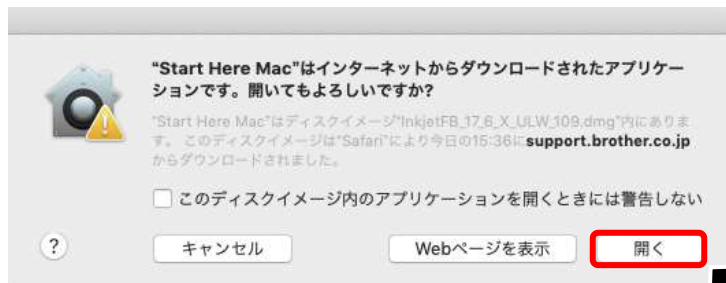 “Start Here Mac”はインターネットからダウンロードされたアプリケー
ションです。開いてもよろしいですか?
“Start Here Mac”はディスクイメージ“InkjetFB_17_6_X_ULW_109.dmg”内にありま
す。このディスクイメージは“Safari”により今日の15:36にsupport.brother.co.jp
からダウンロードされました。
このディスクイメージ内のアプリケーションを開くときには警告しない
? キャンセル Webページを表示 開く